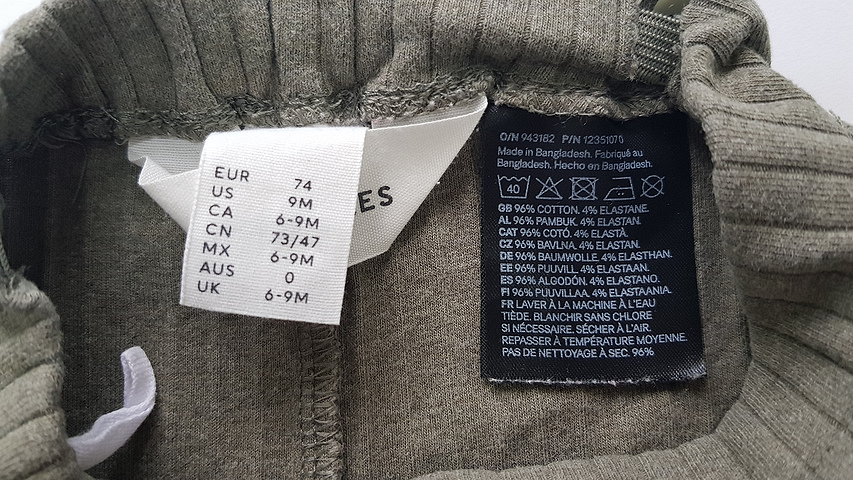 EUR 74
US 9M
CA 6-9M
CN 73/47
MX 6-9M
AUS 0
UK 6-9M
ES
O/N 943182 P/N 12351070
Made in Bangladesh. Fabriqué au
Bangladesh. Hecho en Bangladesh.
40
GB 96% COTTON. 4% ELASTANE.
AL 96% PAMBUK. 4% ELASTAN.
CAT 96% COTÓ. 4% ELASTÀ.
CZ 96% BAVLNA. 4% ELASTAN.
DE 96% BAUMWOLLE. 4% ELASTHAN.
EE 96% PUUVILL. 4% ELASTAAN.
ES 96% ALGODÓN. 4% ELASTANO.
FI 96% PUUVILLAA. 4% ELASTAANIA.
FR LAVER À LA MACHINE À L'EAU
TIÈDE. BLANCHIR SANS CHLORE
SI NÉCESSAIRE. SÉCHER À L'AIR.
REPASSER À TEMPÉRATURE MOYENNE.
PAS DE NETTOYAGE À SEC. 96%